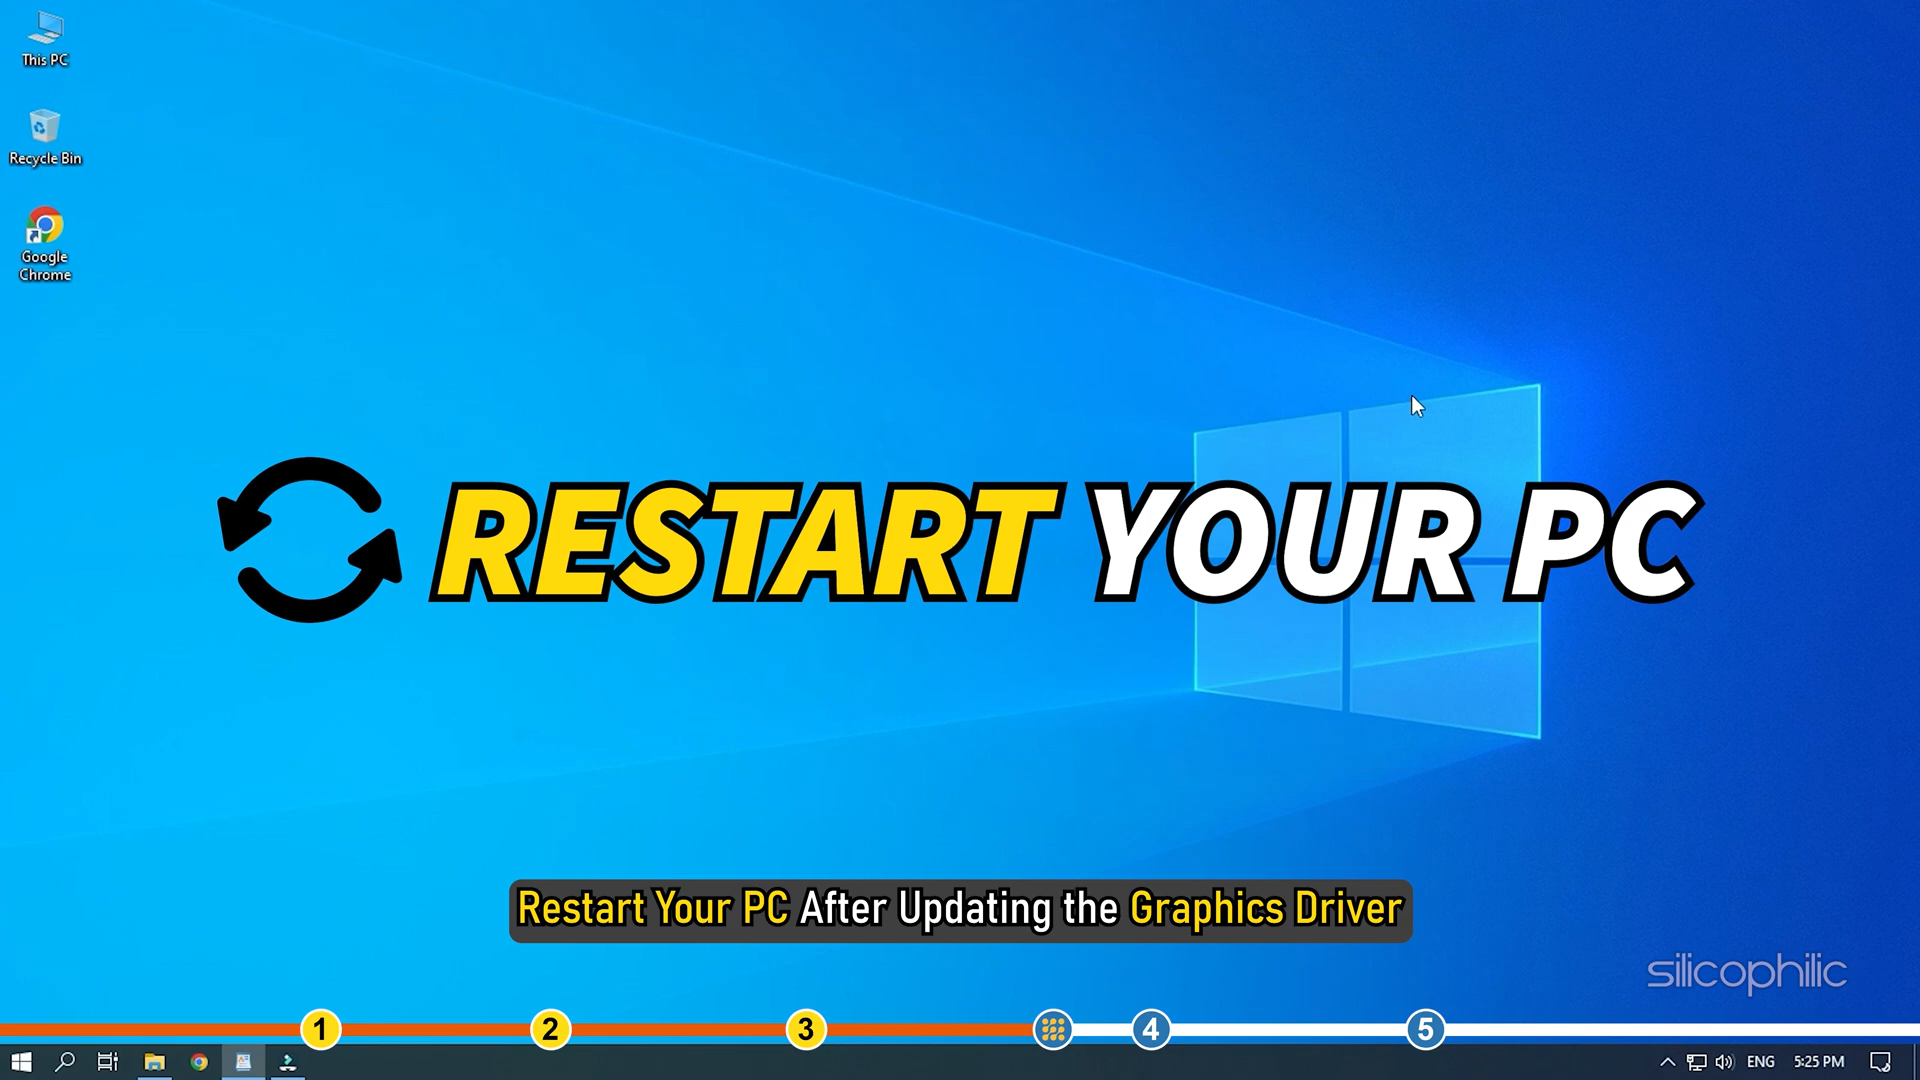 This PC
Recycle Bin
Google
Chrome
RESTART YOUR PC
Restart Your PC After Updating the Graphics Driver
silicophilic
1 2 3 4 5
ENG 5:25 PM